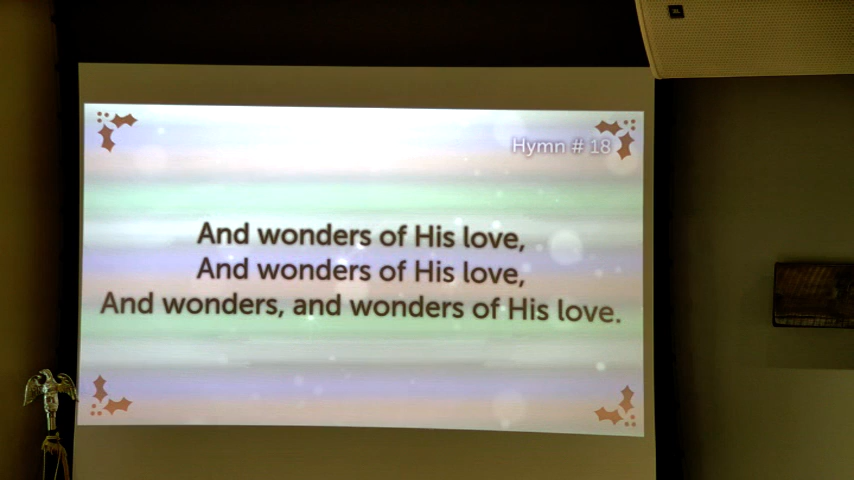 Hymn # 18
And wonders of His love,
And wonders of His love,
And wonders, and wonders of His love.